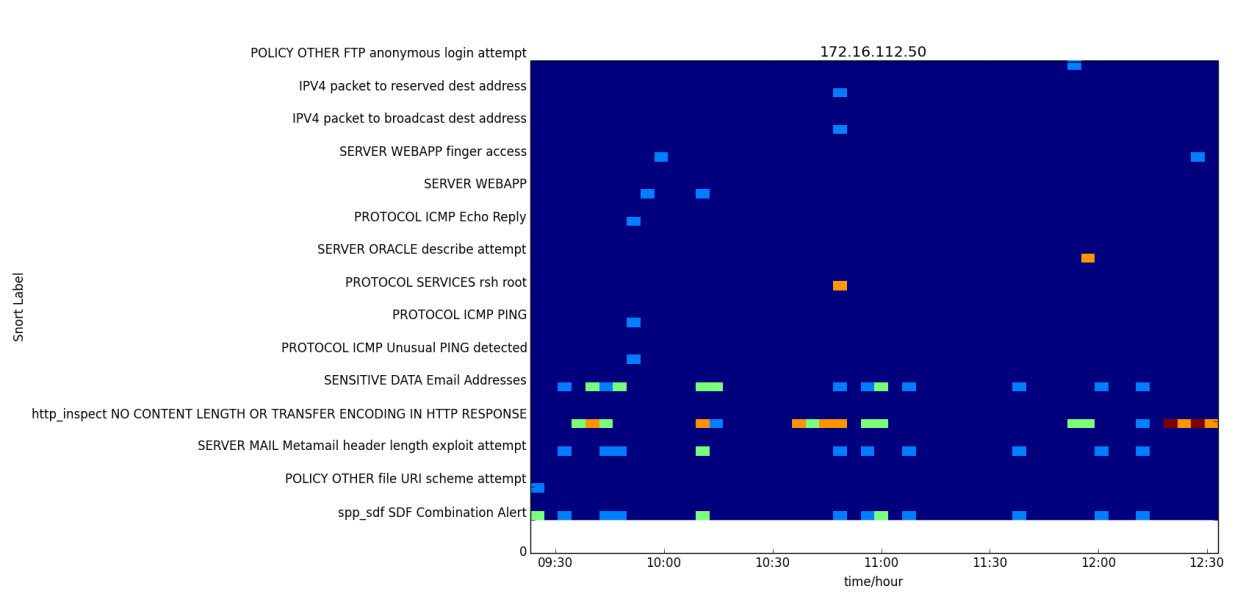 172.16.112.50
POLICY OTHER FTP anonymous login attempt
IPV4 packet to reserved dest address
IPV4 packet to broadcast dest address
SERVER WEBAPP finger access
SERVER WEBAPP
PROTOCOL ICMP Echo Reply
SERVER ORACLE describe attempt
PROTOCOL SERVICES rsh root
PROTOCOL ICMP PING
PROTOCOL ICMP Unusual PING detected
SENSITIVE DATA Email Addresses
http_inspect NO CONTENT LENGTH OR TRANSFER ENCODING IN HTTP RESPONSE
SERVER MAIL Metamail header length exploit attempt
POLICY OTHER file URI scheme attempt
spp_sdf SDF Combination Alert
0
Snort Label
09:30 10:00 10:30 11:00 11:30 12:00 12:30
time/hour